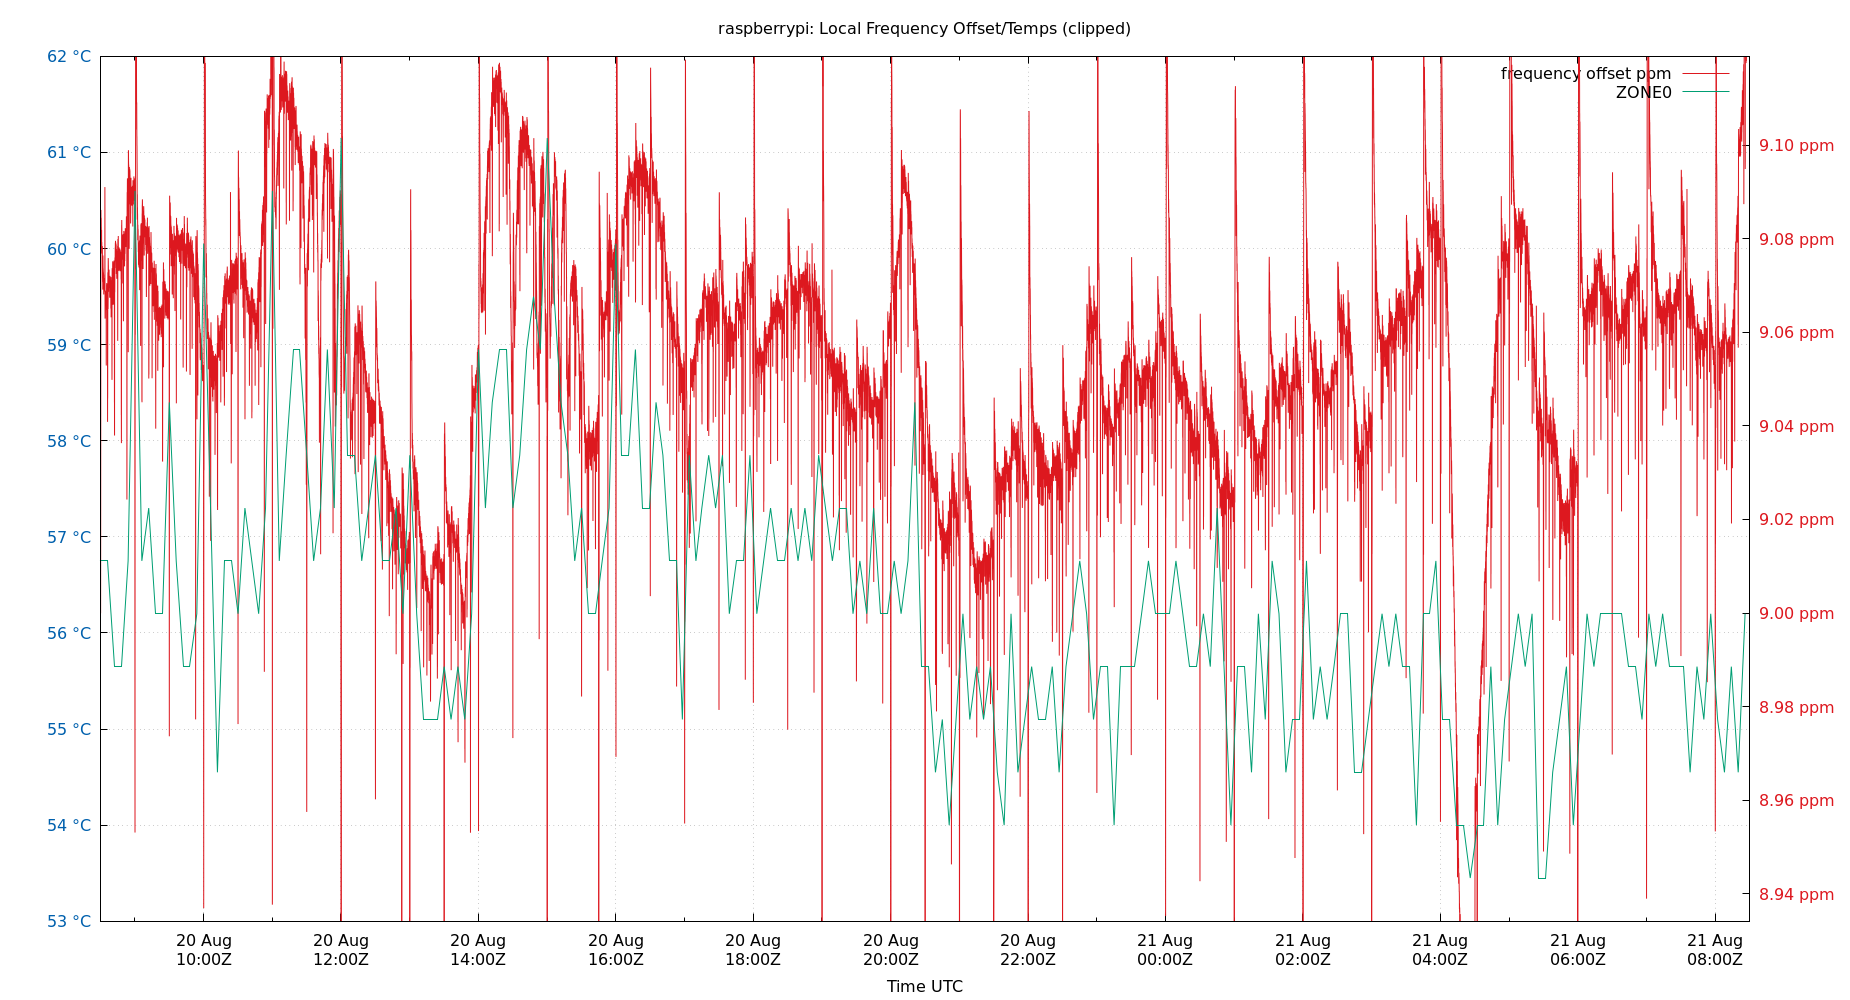 raspberrypi: Local Frequency Offset/Temps (clipped)
62 °C
61 °C
60 °C
59 °C
58 °C
57 °C
56 °C
55 °C
54 °C
53 °C
frequency offset ppm
ZONE0
9.10 ppm
9.08 ppm
9.06 ppm
9.04 ppm
9.02 ppm
9.00 ppm
8.98 ppm
8.96 ppm
8.94 ppm
20 Aug 20 Aug 20 Aug 20 Aug 20 Aug 20 Aug 20 Aug 21 Aug 21 Aug 21 Aug 21 Aug 21 Aug
10:00Z 12:00Z 14:00Z 16:00Z 18:00Z 20:00Z 22:00Z 00:00Z 02:00Z 04:00Z 06:00Z 08:00Z
Time UTC